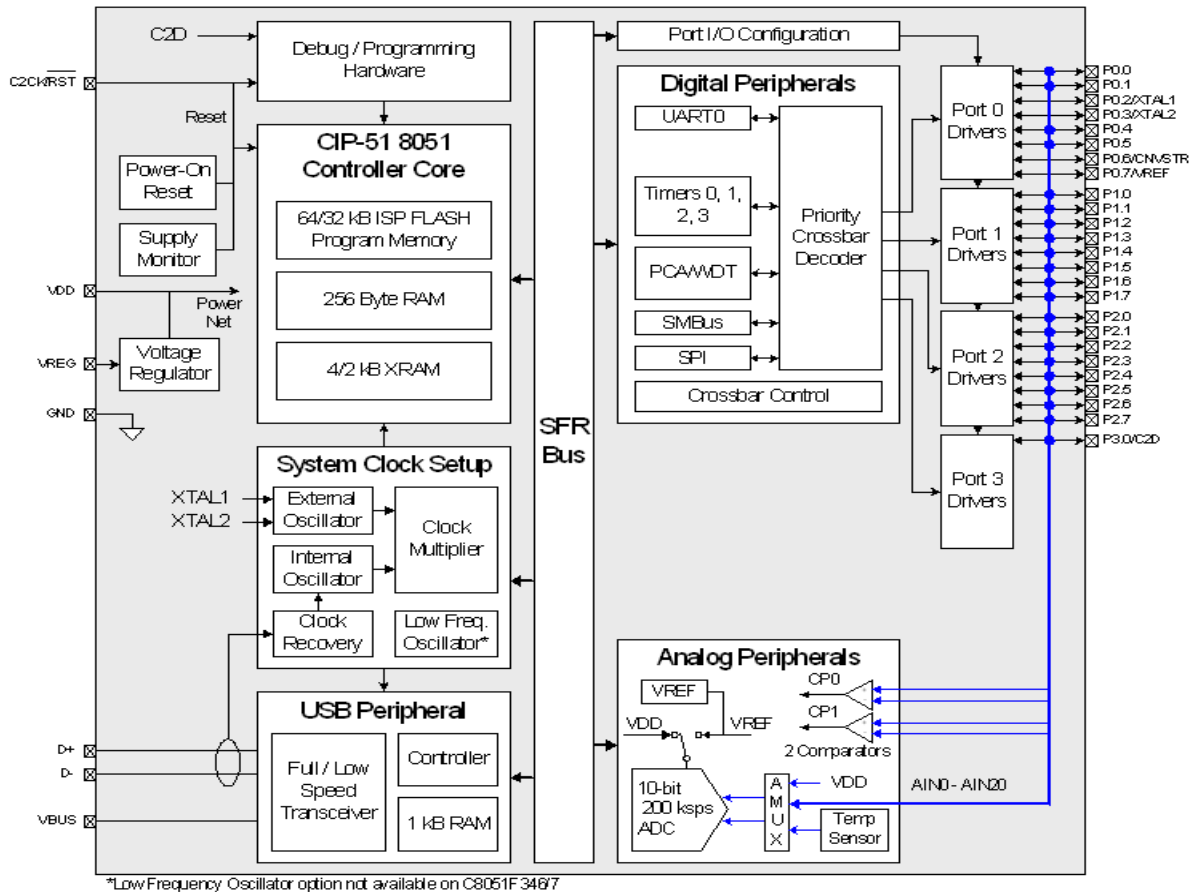 C2D
C2CK/RST
Debug / Programming
Hardware
Reset
Power-On
Reset
Supply
Monitor
VDD
Power
Net
VREG
Voltage
Regulator
GND
CIP-51 8051
Controller Core
64/32 kB ISP FLASH
Program Memory
256 Byte RAM
4/2 kB XRAM
System Clock Setup
XTAL1
XTAL2
External
Oscillator
Internal
Oscillator
Clock
Recovery
Clock
Multiplier
Low Freq.
Oscillator*
USB Peripheral
D+
D-
VBUS
Full / Low
Speed
Transceiver
Controller
1 kB RAM
SFR
Bus
Port I/O Configuration
Digital Peripherals
UART0
Timers 0, 1,
2, 3
PCA/WDT
SMBus
SPI
Priority
Crossbar
Decoder
Crossbar Control
Port 0
Drivers
Port 1
Drivers
Port 2
Drivers
Port 3
Drivers
P0.0
P0.1
P0.2/XTAL1
P0.3/XTAL2
P0.4
P0.5
P0.6/CNVSTR
P0.7/VREF
P1.0
P1.1
P1.2
P1.3
P1.4
P1.5
P1.6
P1.7
P2.0
P2.1
P2.2
P2.3
P2.4
P2.5
P2.6
P2.7
P3.0/C2D
Analog Peripherals
VREF
VDD
VREF
CP0
CP1
2 Comparators
10-bit
200 ksps
ADC
AMUX
VDD
Temp
Sensor
AIN0 - AIN20
*Low Frequency Oscillator option not available on C8051F346/7